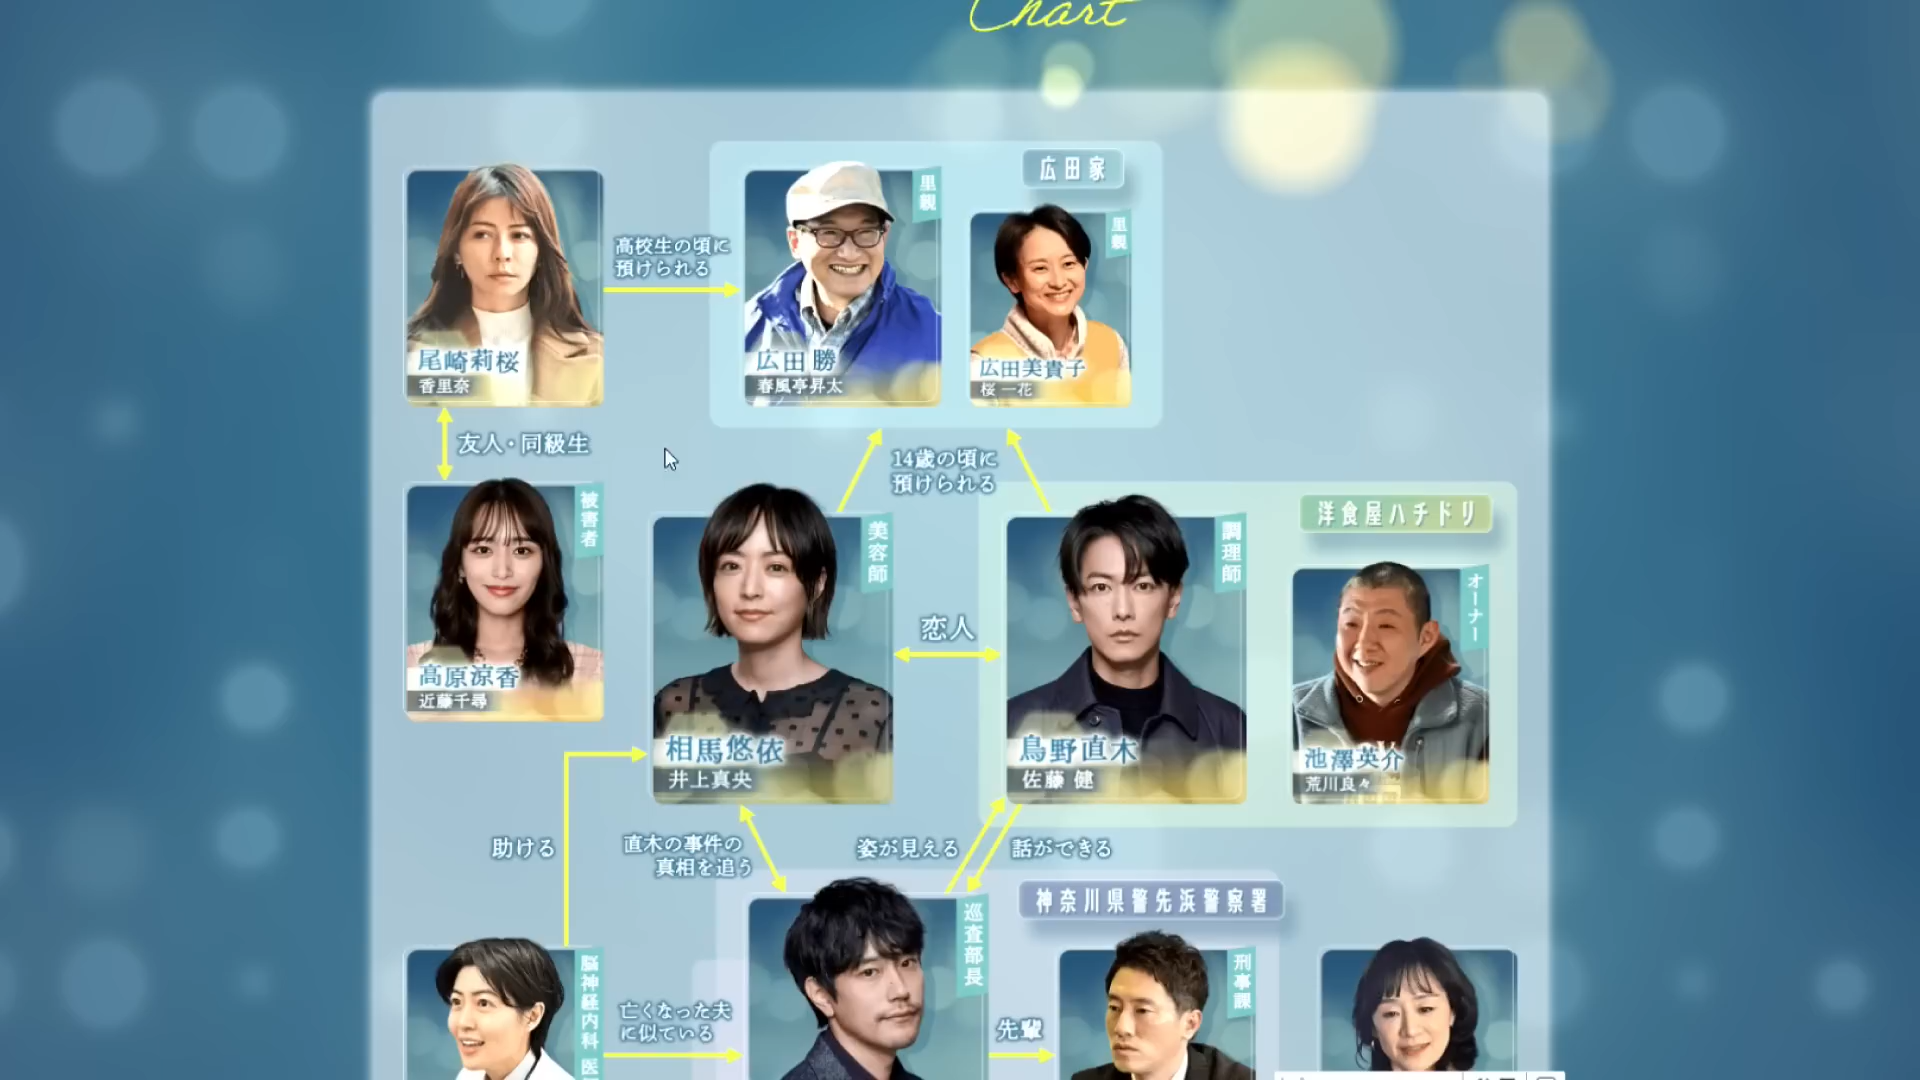 Chart
広田家
里親
里親
高校生の頃に
預けられる
尾崎莉桜
香里奈
広田 勝
春風亭昇太
広田美貴子
桜 一花
友人・同級生
14歳の頃に
預けられる
被害者
高原涼香
近藤千尋
洋食屋ハチドリ
美容師
調理師
オーナー
恋人
相馬悠依
井上真央
鳥野直木
佐藤 健
池澤英介
荒川良々
助ける
直木の事件の
真相を追う
姿が見える
話ができる
神奈川県警先浜警察署
巡査部長
脳神経内科
刑事課
亡くなった夫
に似ている
先輩